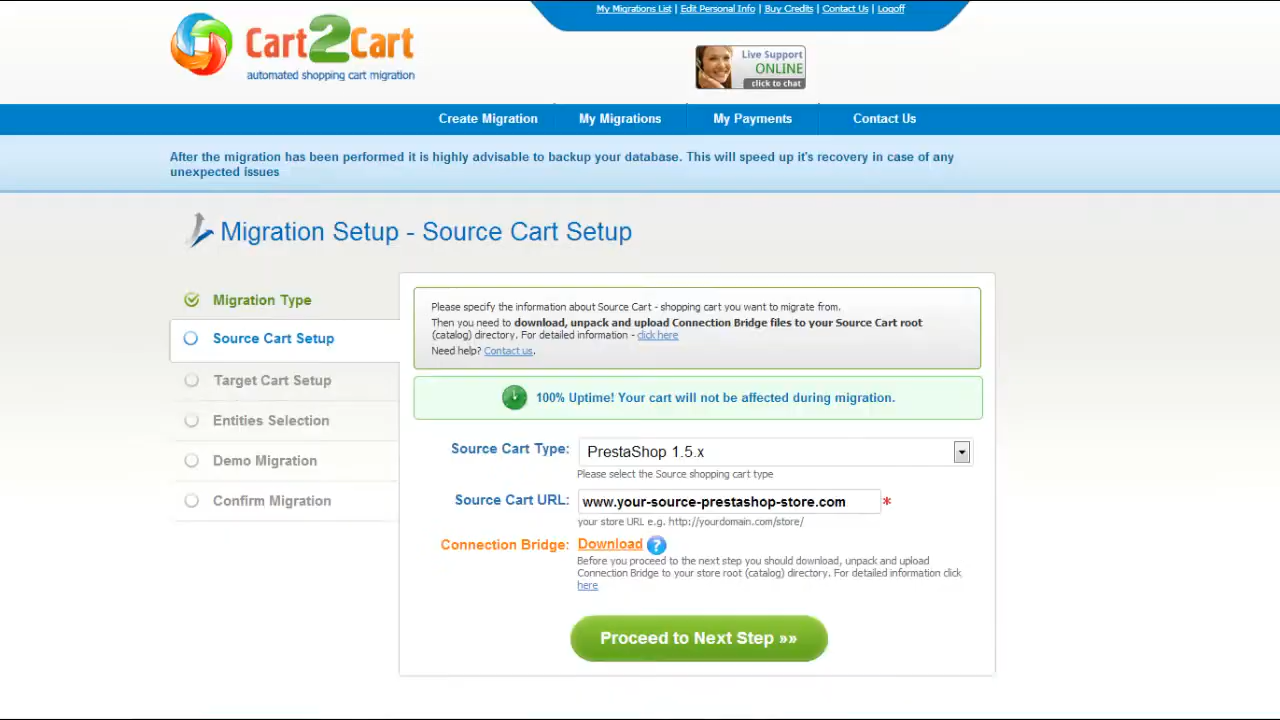 My Migrations List | Edit Personal Info | Buy Credits | Contact Us | Logoff
Cart2Cart
automated shopping cart migration
Live Support
ONLINE
click to chat
Create Migration My Migrations My Payments Contact Us
After the migration has been performed it is highly advisable to backup your database. This will speed up it's recovery in case of any
unexpected issues
Migration Setup - Source Cart Setup
Migration Type
Source Cart Setup
Target Cart Setup
Entities Selection
Demo Migration
Confirm Migration
Please specify the information about Source Cart - shopping cart you want to migrate from.
Then you need to download, unpack and upload Connection Bridge files to your Source Cart root
(catalog) directory. For detailed information - click here
Need help? Contact us.
100% Uptime! Your cart will not be affected during migration.
Source Cart Type: PrestaShop 1.5.x
Please select the Source shopping cart type
Source Cart URL: www.your-source-prestashop-store.com *
your store URL e.g. http://yourdomain.com/store/
Connection Bridge: Download ?
Before you proceed to the next step you should download, unpack and upload
Connection Bridge to your store root (catalog) directory. For detailed information click
here
Proceed to Next Step »»